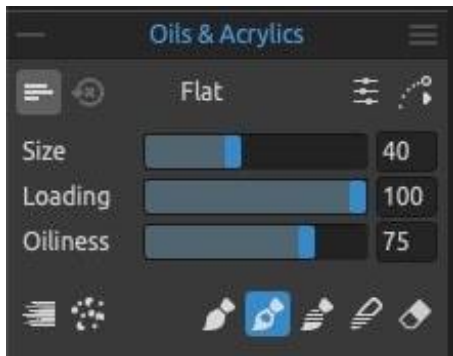 Oils & Acrylics
Flat
Size 40
Loading 100
Oiliness 75